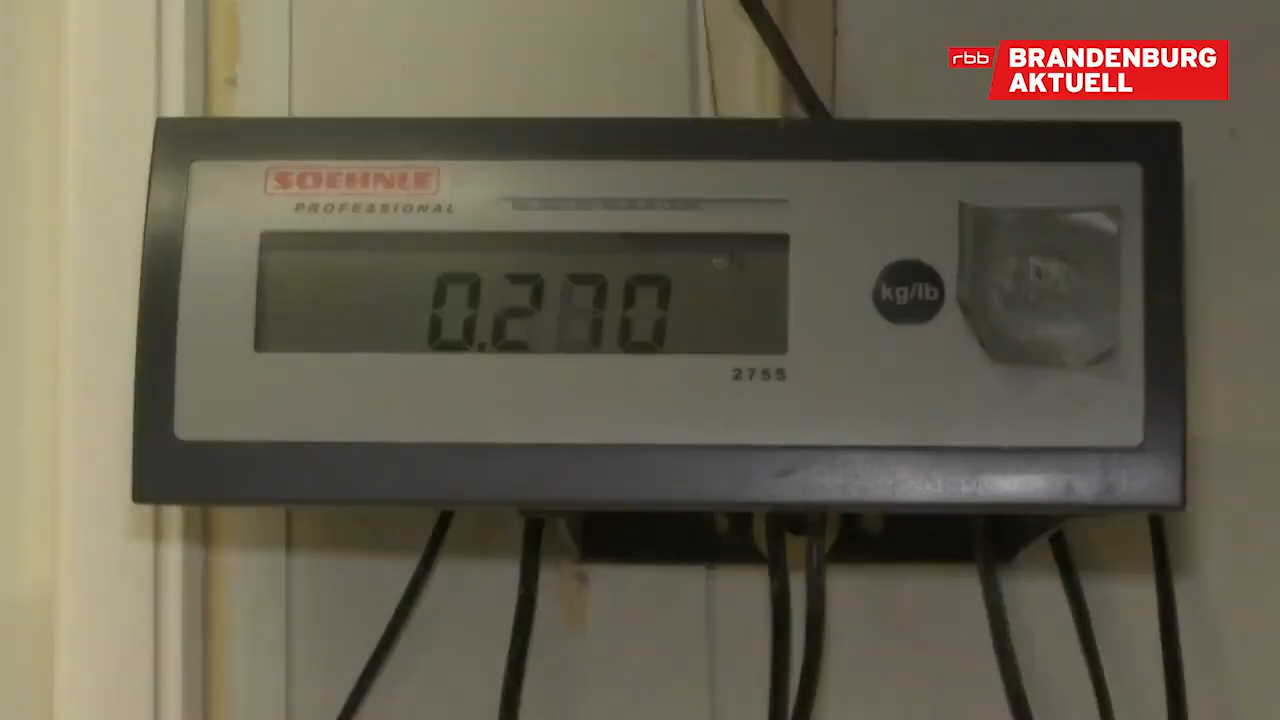 rbb BRANDENBURG
AKTUELL
SOEHNLE
PROFESSIONAL
0.270
kg/lb
2755